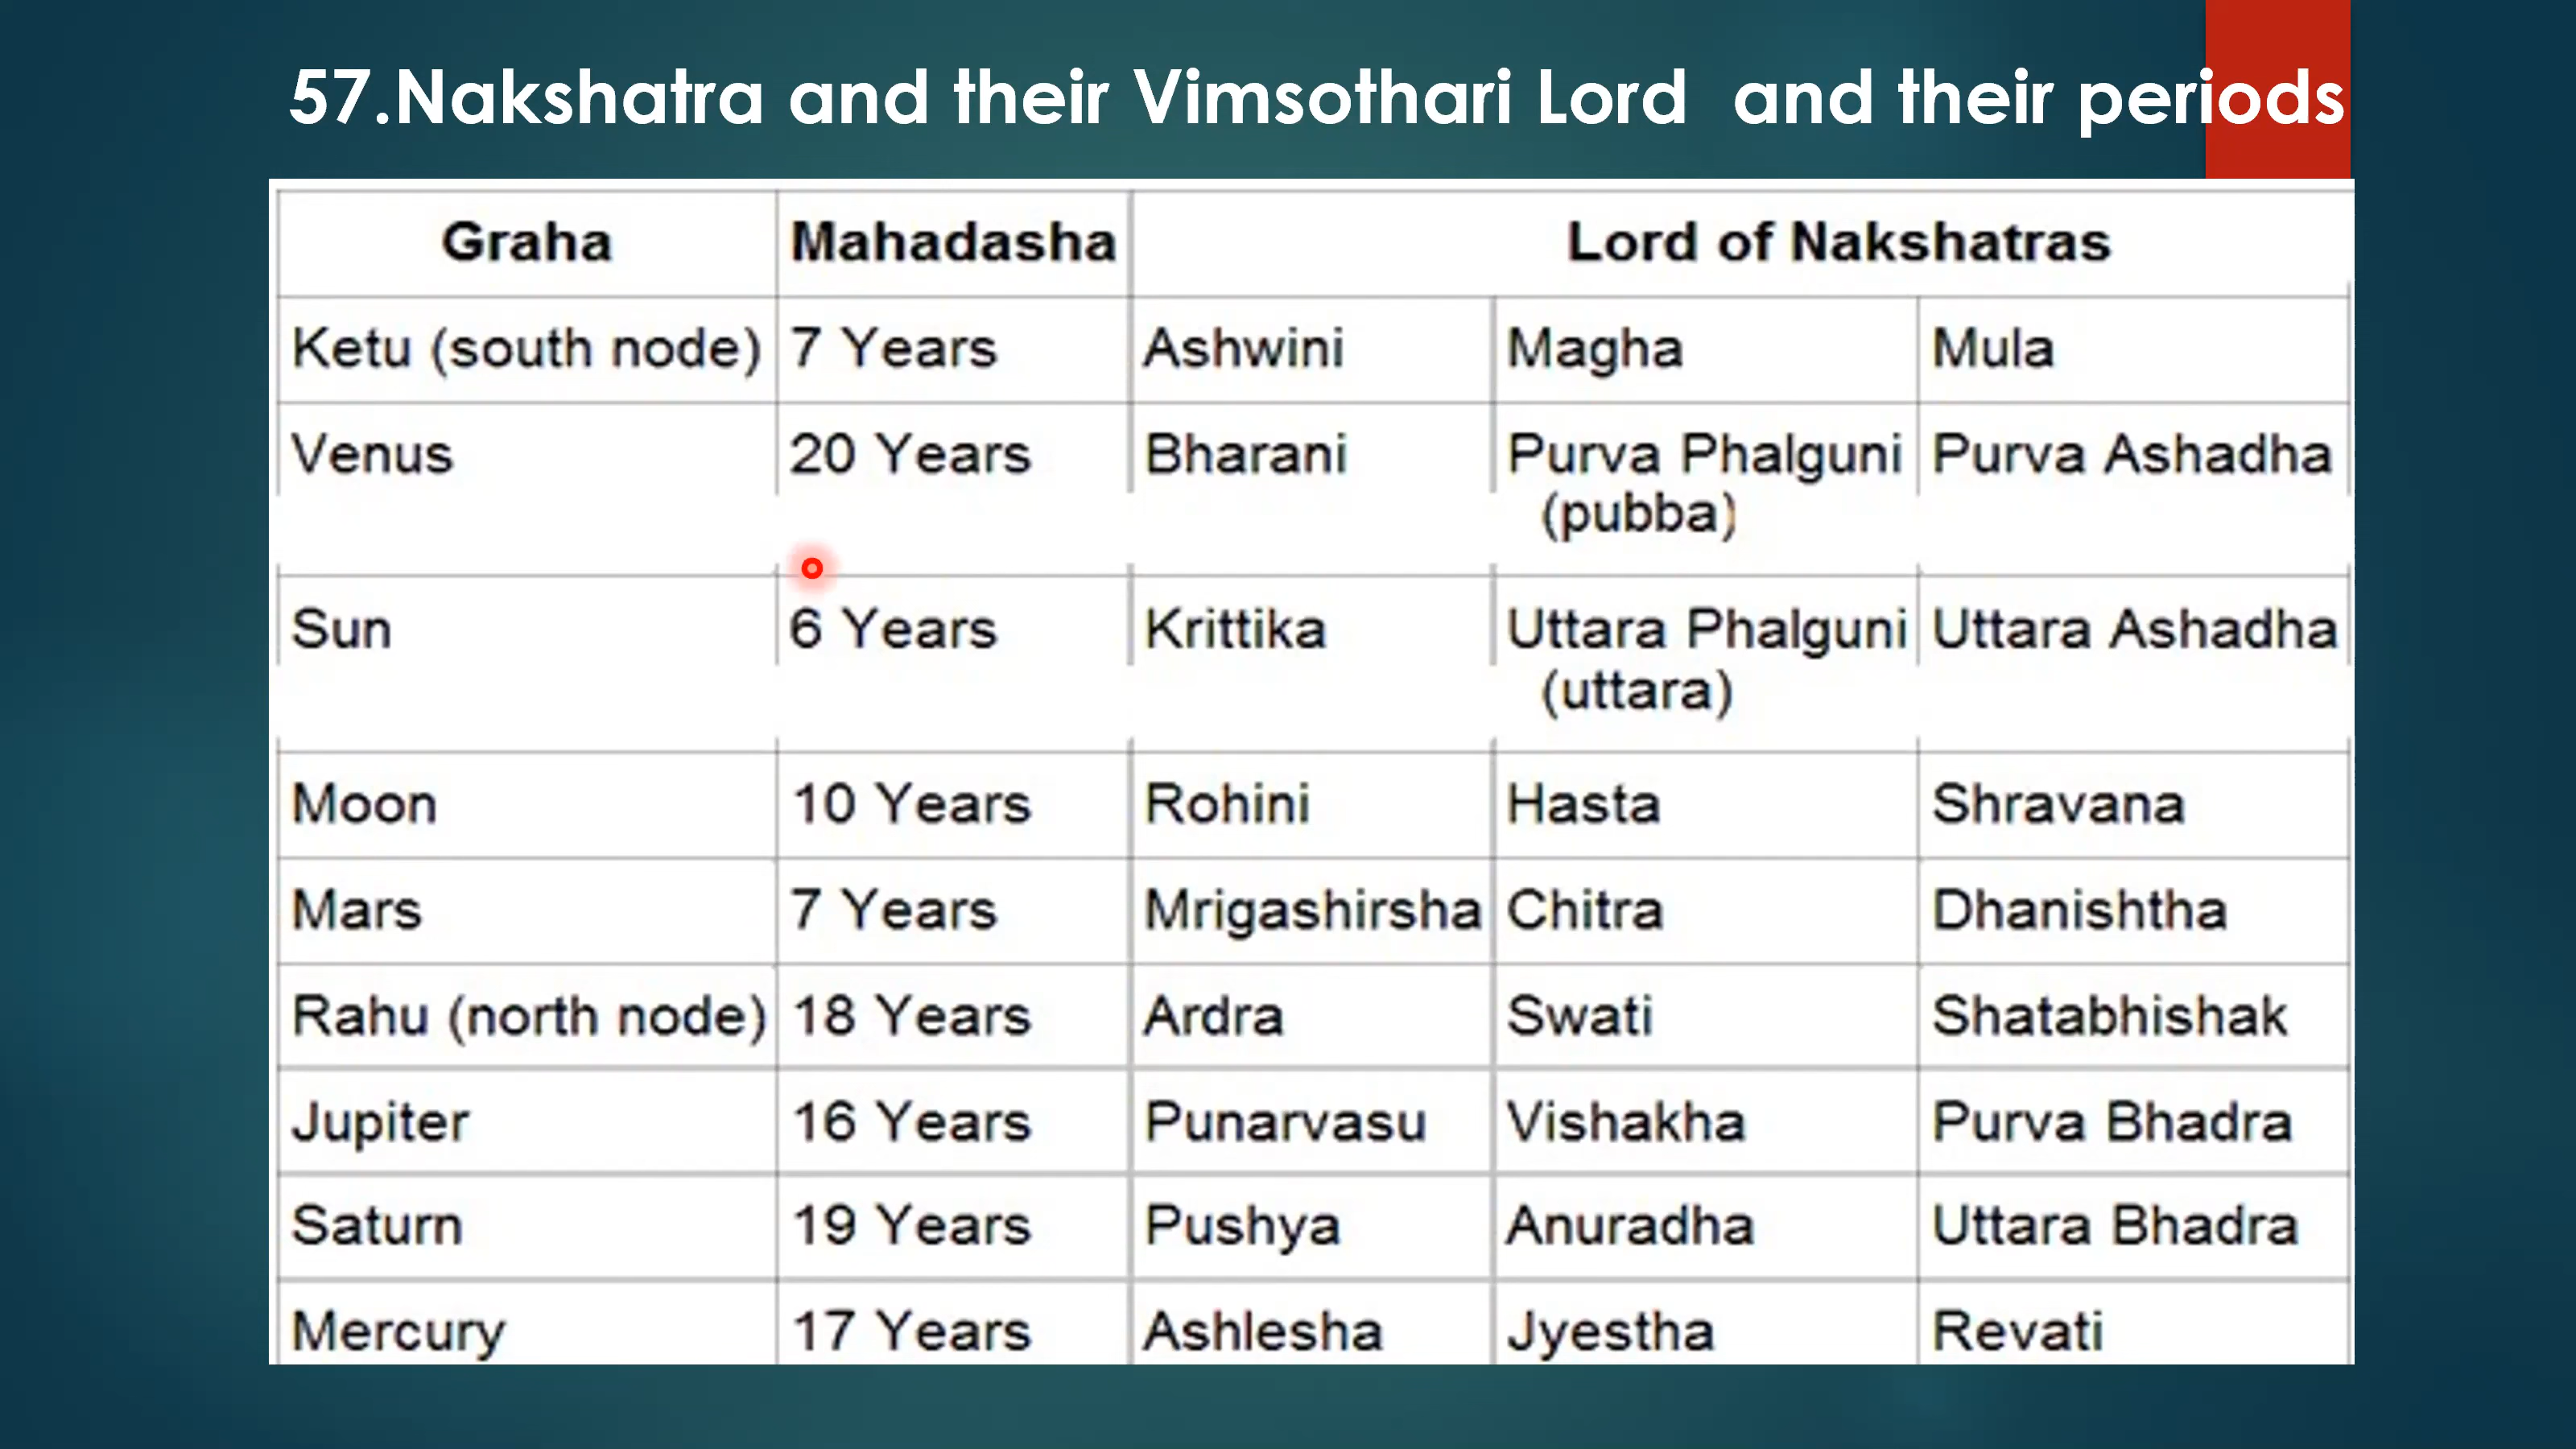 57.Nakshatra and their Vimsothari Lord and their periods
Graha Mahadasha Lord of Nakshatras
Ketu (south node) 7 Years Ashwini Magha Mula
Venus 20 Years Bharani Purva Phalguni Purva Ashadha
(pubba)
Sun 6 Years Krittika Uttara Phalguni Uttara Ashadha
(uttara)
Moon 10 Years Rohini Hasta Shravana
Mars 7 Years Mrigashirsha Chitra Dhanishtha
Rahu (north node) 18 Years Ardra Swati Shatabhishak
Jupiter 16 Years Punarvasu Vishakha Purva Bhadra
Saturn 19 Years Pushya Anuradha Uttara Bhadra
Mercury 17 Years Ashlesha Jyestha Revati